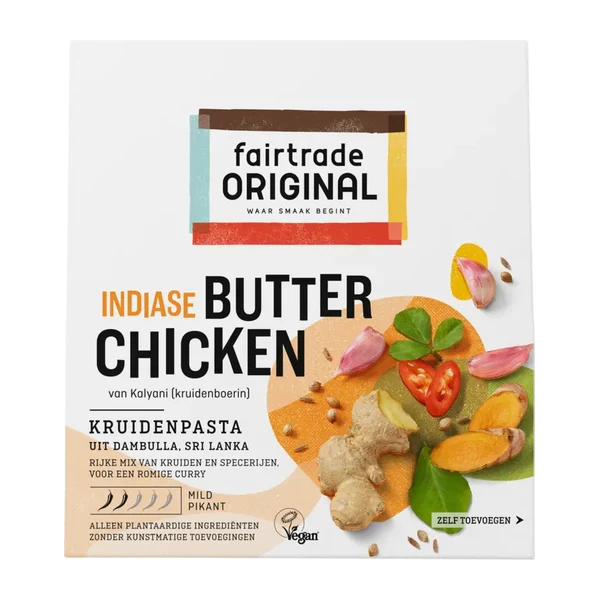 fairtrade
ORIGINAL
WAAR SMAAK BEGINT
INDIASE BUTTER
CHICKEN
van Kalyani (kruidenboerin)
KRUIDENPASTA
UIT DAMBULLA, SRI LANKA
RIJKE MIX VAN KRUIDEN EN SPECERIJEN,
VOOR EEN ROMIGE CURRY
MILD
PIKANT
ALLEEN PLANTAARDIGE INGREDIËNTEN
ZONDER KUNSTMATIGE TOEVOEGINGEN
Vegan
ZELF TOEVOEGEN